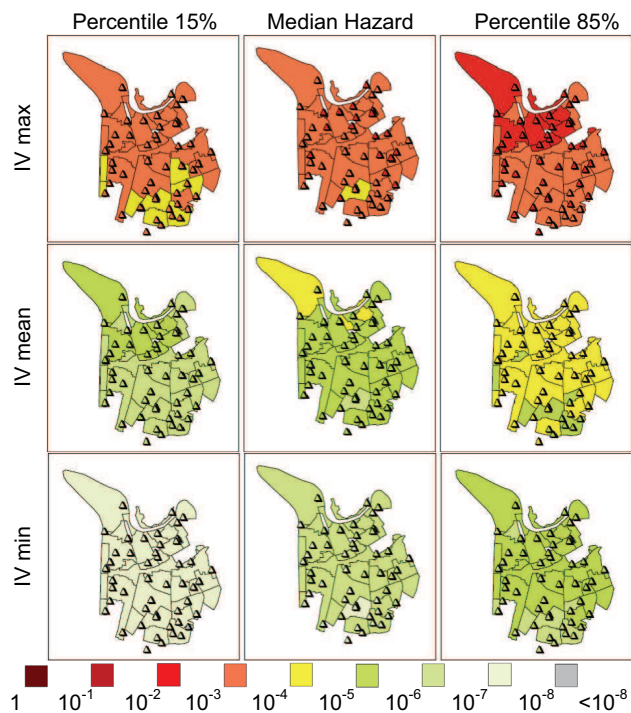 Percentile 15% Median Hazard Percentile 85%
IV max
IV mean
IV min
1 10⁻¹ 10⁻² 10⁻³ 10⁻⁴ 10⁻⁵ 10⁻⁶ 10⁻⁷ 10⁻⁸ <10⁻⁸